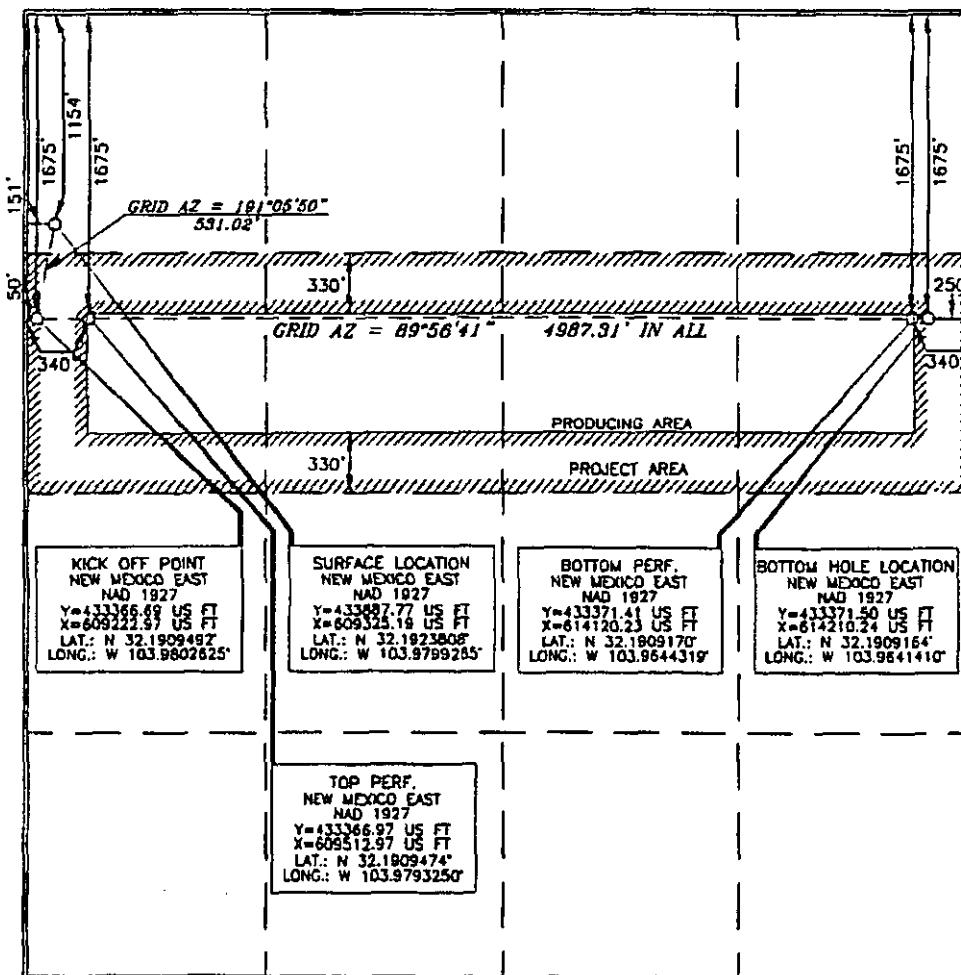 151'
1675'
1154'
1675'
1675'
1675'
GRID AZ = 191°05'50"
531.02'
50'
330'
250'
GRID AZ = 89°56'41" 4987.31' IN ALL
340'
340'
PRODUCING AREA
330'
PROJECT AREA
KICK OFF POINT
NEW MEXICO EAST
NAD 1927
Y=433366.69 US FT
X=609222.97 US FT
LAT.: N 32.1909492°
LONG.: W 103.9802625°
SURFACE LOCATION
NEW MEXICO EAST
NAD 1927
Y=433887.77 US FT
X=609325.19 US FT
LAT.: N 32.1923808°
LONG.: W 103.9799285°
BOTTOM PERF.
NEW MEXICO EAST
NAD 1927
Y=433371.41 US FT
X=614120.23 US FT
LAT.: N 32.1909170°
LONG.: W 103.9644319°
BOTTOM HOLE LOCATION
NEW MEXICO EAST
NAD 1927
Y=433371.50 US FT
X=614210.24 US FT
LAT.: N 32.1909164°
LONG.: W 103.9641410°
TOP PERF.
NEW MEXICO EAST
NAD 1927
Y=433366.97 US FT
X=609512.97 US FT
LAT.: N 32.1909474°
LONG.: W 103.9793250°